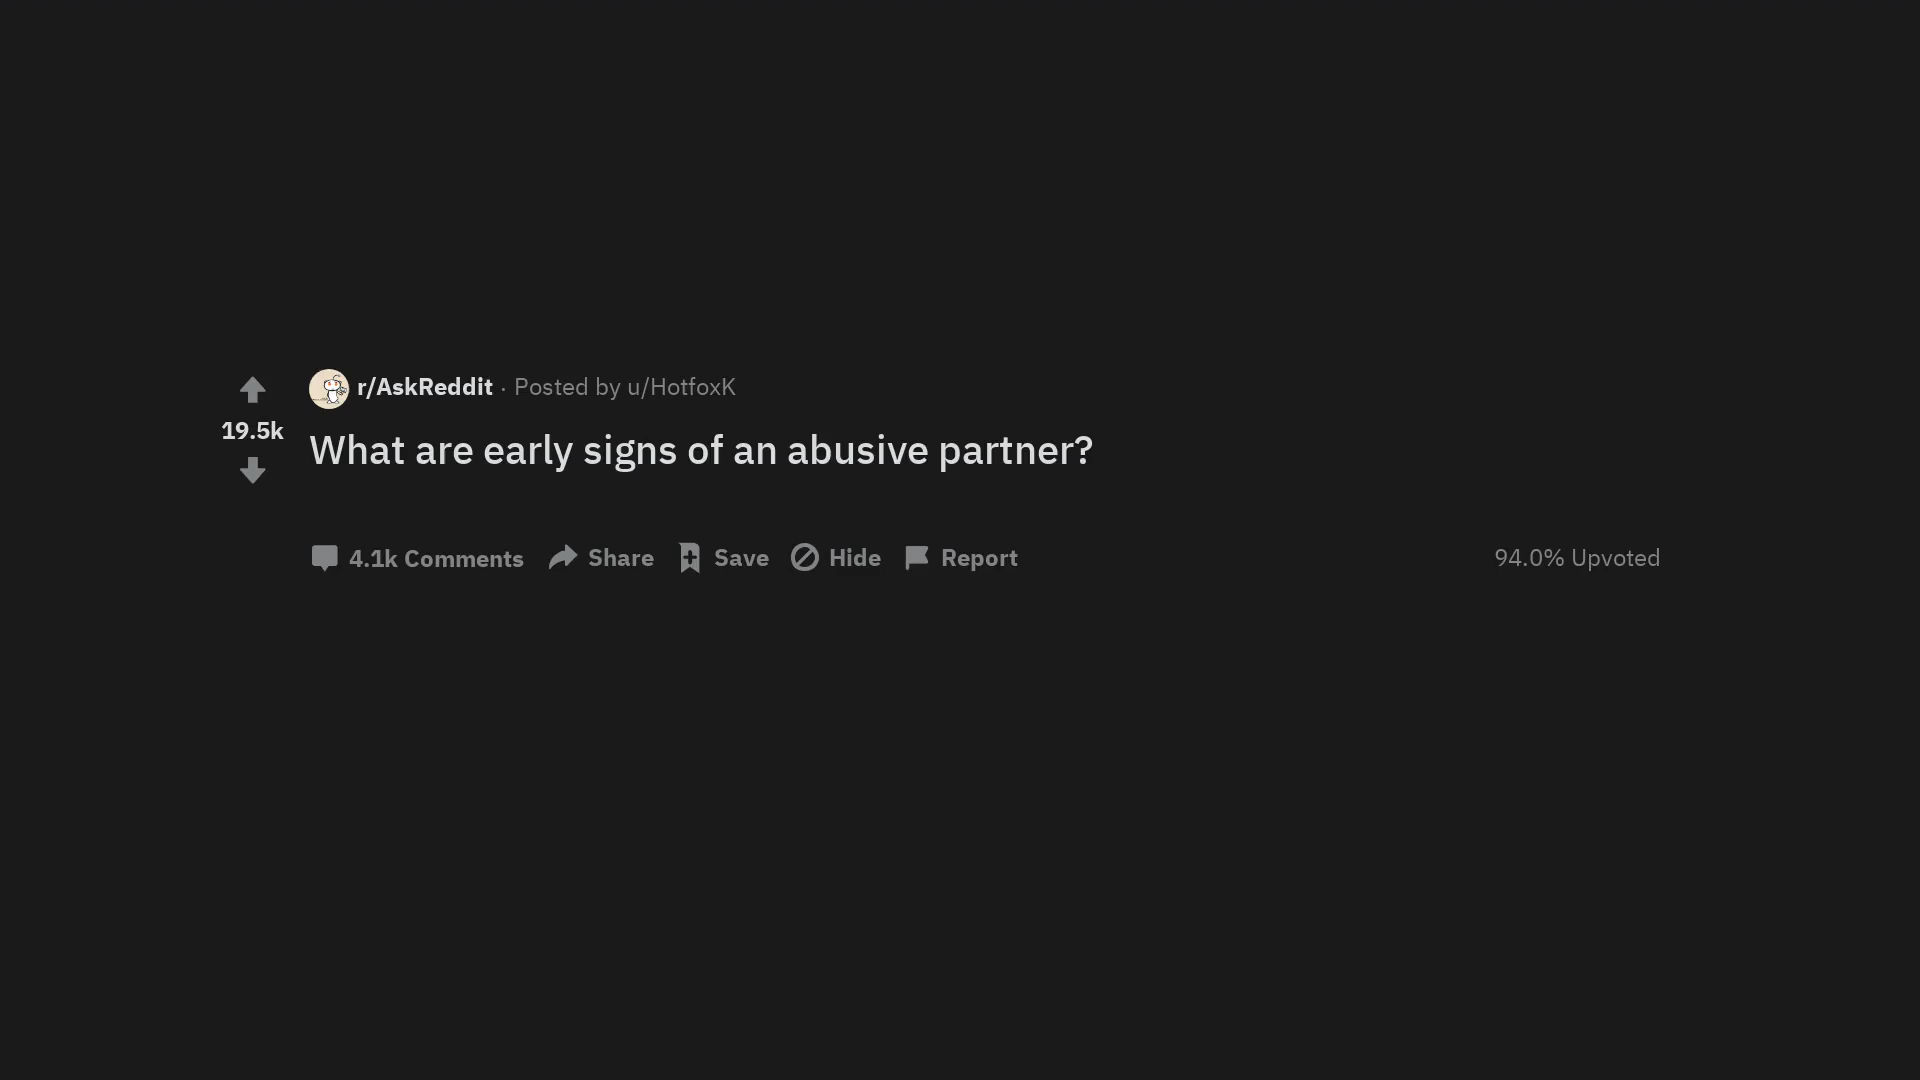 r/AskReddit · Posted by u/HotfoxK
19.5k
What are early signs of an abusive partner?
4.1k Comments Share Save Hide Report 94.0% Upvoted